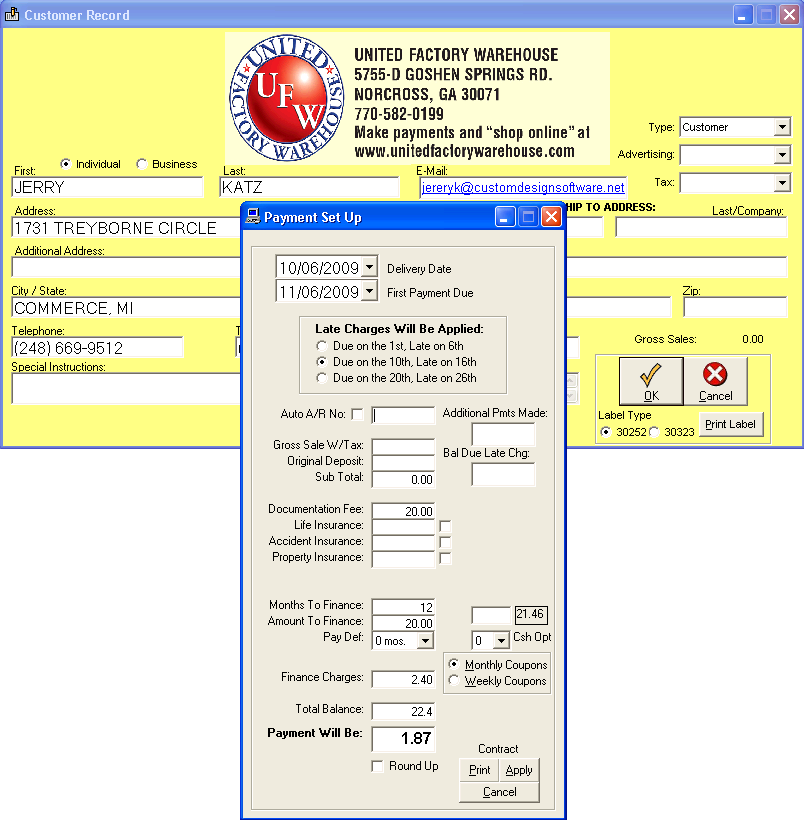 Customer Record
UNITED FACTORY WAREHOUSE
UFW
UNITED FACTORY WAREHOUSE
5755-D GOSHEN SPRINGS RD.
NORCROSS, GA 30071
770-582-0199
Make payments and “shop online” at
www.unitedfactorywarehouse.com
Type: Customer
Advertising:
Tax:
Individual Business
First: Last: E-Mail:
JERRY KATZ jereryk@customdesignsoftware.net
HIP TO ADDRESS:
Address: Last/Company:
1731 TREYBORNE CIRCLE
Additional Address:
City / State: Zip:
COMMERCE, MI
Telephone:
(248) 669-9512
Special Instructions:
Gross Sales: 0.00
OK Cancel
Label Type
30252 30323 Print Label
Payment Set Up
10/06/2009 Delivery Date
11/06/2009 First Payment Due
Late Charges Will Be Applied:
Due on the 1st, Late on 6th
Due on the 10th, Late on 16th
Due on the 20th, Late on 26th
Auto A/R No: Additional Pmts Made:
Gross Sale W/Tax:
Original Deposit: Bal Due Late Chg:
Sub Total: 0.00
Documentation Fee: 20.00
Life Insurance:
Accident Insurance:
Property Insurance:
Months To Finance: 12 21.46
Amount To Finance: 20.00
Pay Def: 0 mos. 0 Csh Opt
Monthly Coupons
Weekly Coupons
Finance Charges: 2.40
Total Balance: 22.4
Payment Will Be: 1.87
Round Up
Contract
Print Apply
Cancel